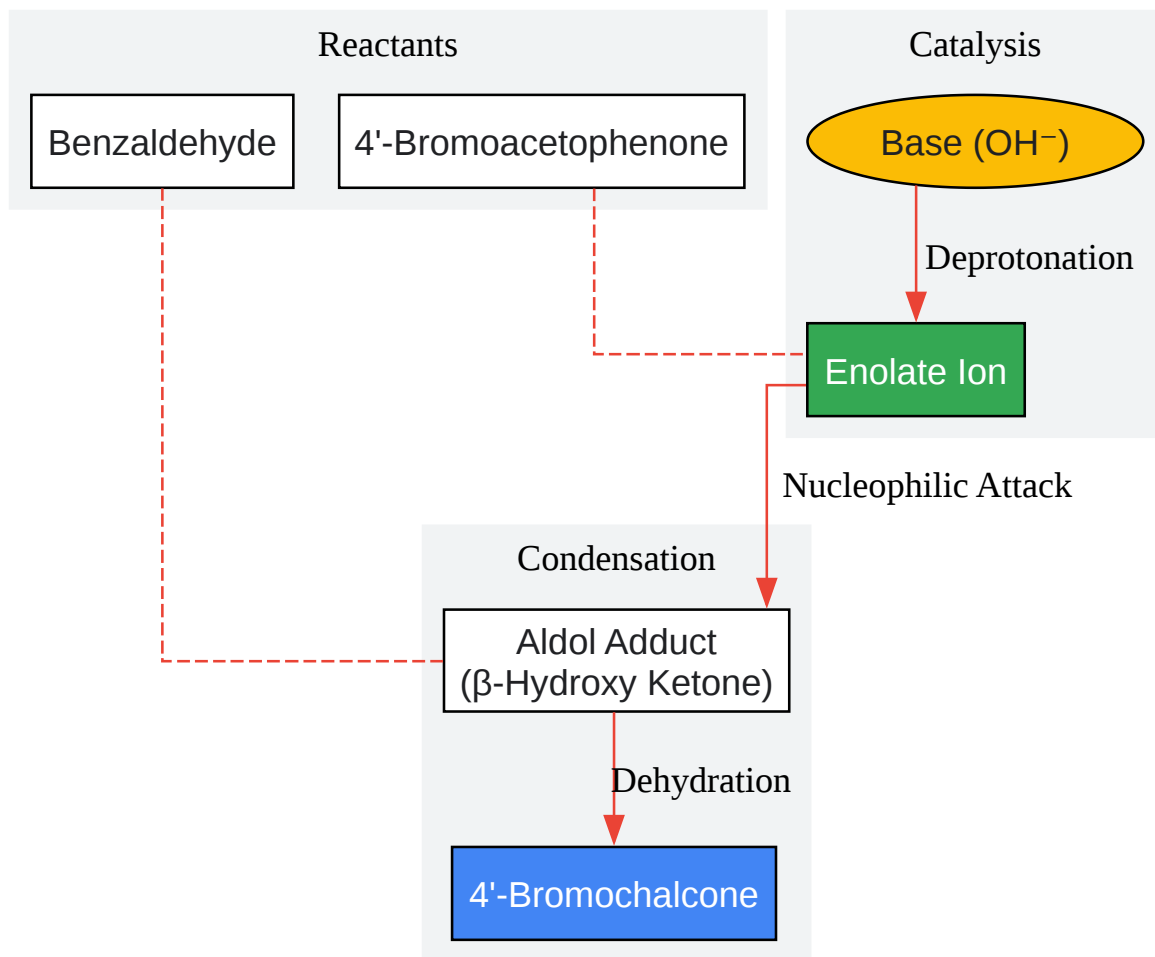 Reactants
Catalysis
Benzaldehyde
4'-Bromoacetophenone
Base (OH⁻)
Deprotonation
Enolate Ion
Nucleophilic Attack
Condensation
Aldol Adduct
(β-Hydroxy Ketone)
Dehydration
4'-Bromochalcone